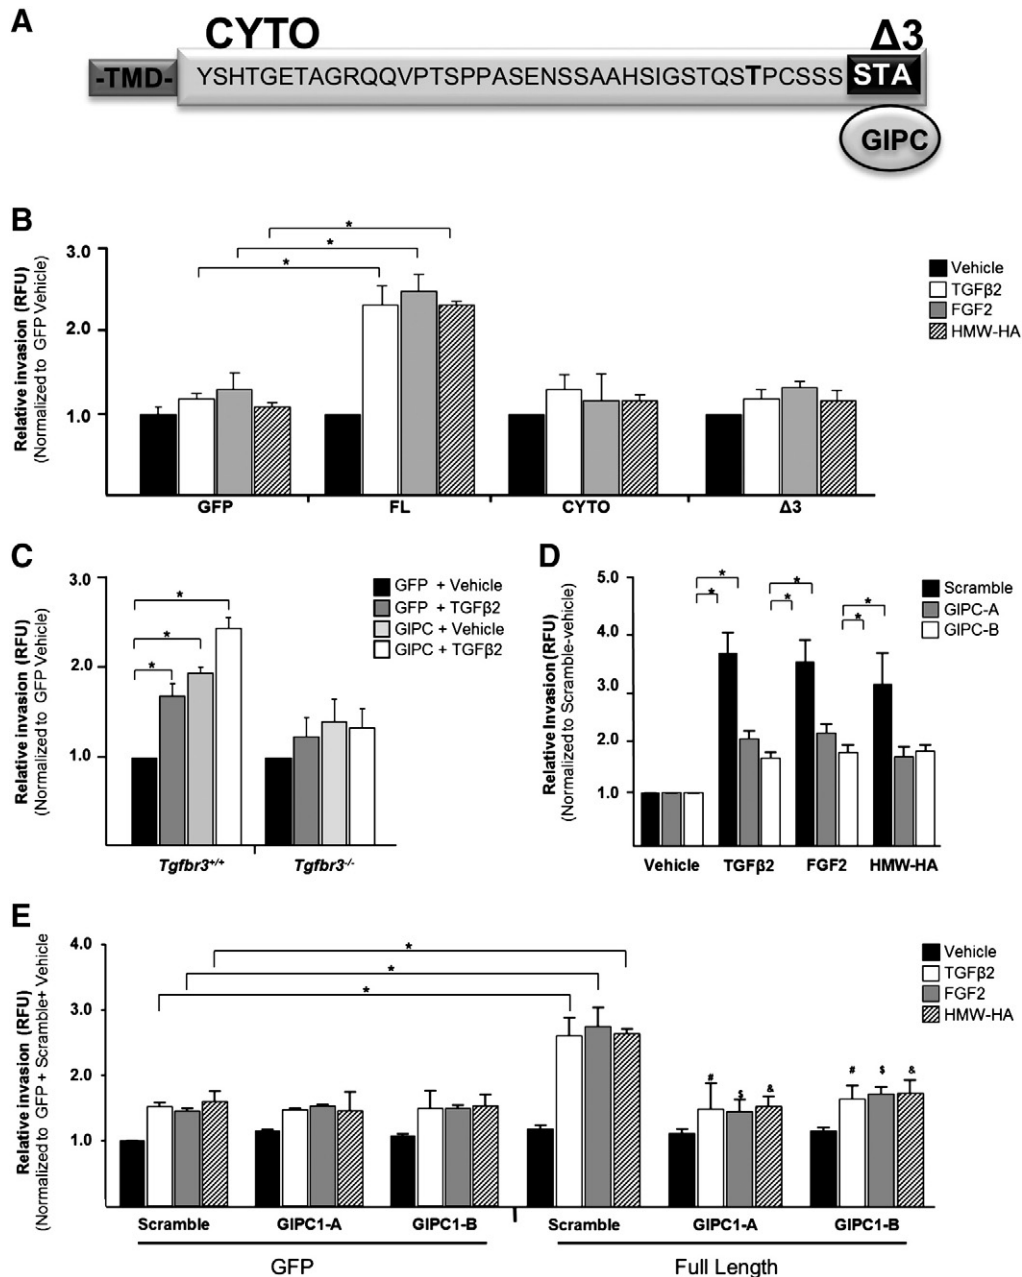 A
CYTO
Δ3
-TMD-
YSHTGETAGRQQVPTSPPASENSSAAHSIGSTQSTPCSSS
STA
GIPC
B
Relative invasion (RFU)
(Normalized to GFP Vehicle)
3.0
2.0
1.0
*
*
*
Vehicle
TGFβ2
FGF2
HMW-HA
GFP
FL
CYTO
Δ3
C
Relative invasion (RFU)
(Normalized to GFP Vehicle)
3.0
2.0
1.0
*
*
*
GFP + Vehicle
GFP + TGFβ2
GIPC + Vehicle
GIPC + TGFβ2
Tgfbr3+/+
Tgfbr3-/-
D
Relative invasion (RFU)
(Normalized to Scramble-vehicle)
5.0
4.0
3.0
2.0
1.0
*
*
*
*
*
*
Scramble
GIPC-A
GIPC-B
Vehicle
TGFβ2
FGF2
HMW-HA
E
Relative invasion (RFU)
(Normalized to GFP + Scramble+ Vehicle
4.0
3.0
2.0
1.0
*
*
*
# $ &
# $ &
Vehicle
TGFβ2
FGF2
HMW-HA
Scramble
GIPC1-A
GIPC1-B
Scramble
GIPC1-A
GIPC1-B
GFP
Full Length